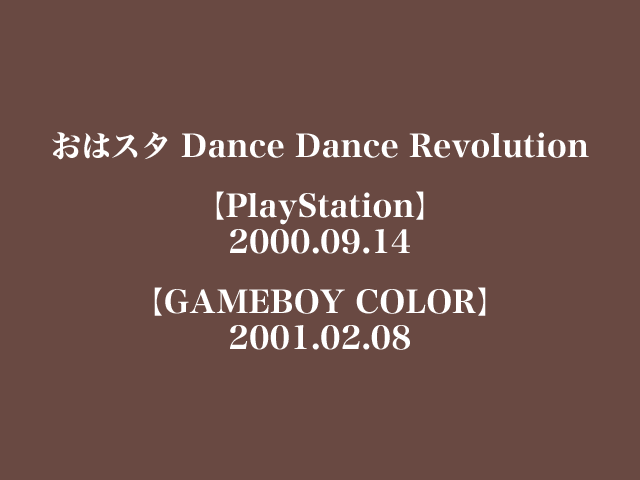 おはスタ Dance Dance Revolution
【PlayStation】
2000.09.14
【GAMEBOY COLOR】
2001.02.08